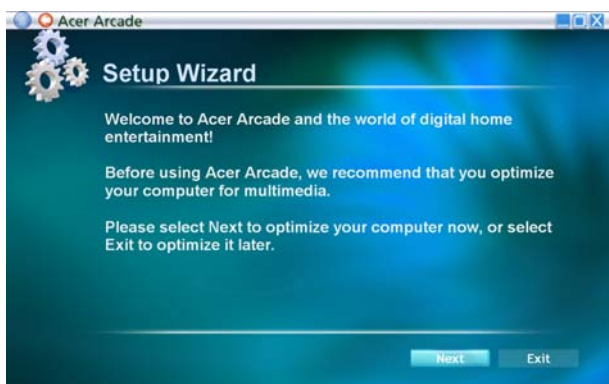 Acer Arcade
Setup Wizard
Welcome to Acer Arcade and the world of digital home
entertainment!
Before using Acer Arcade, we recommend that you optimize
your computer for multimedia.
Please select Next to optimize your computer now, or select
Exit to optimize it later.
Next
Exit